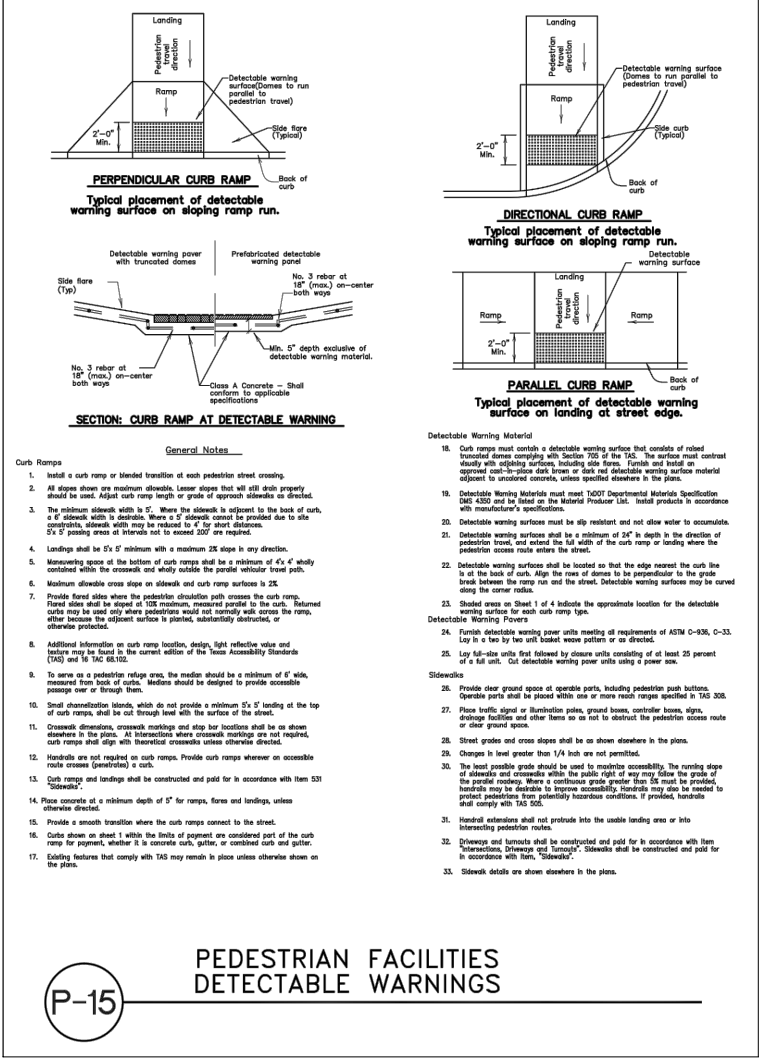 Landing
Pedestrian
travel
direction
Ramp
Detectable warning
surface(Domes to run
parallel to
pedestrian travel)
2'-0"
Min.
Side flare
(Typical)
Back of
curb
PERPENDICULAR CURB RAMP
Typical placement of detectable
warning surface on sloping ramp run.
Landing
Pedestrian
travel
direction
Ramp
Detectable warning surface
(Domes to run parallel to
pedestrian travel)
2'-0"
Min.
Side curb
(Typical)
Back of
curb
DIRECTIONAL CURB RAMP
Typical placement of detectable
warning surface on sloping ramp run.
Detectable warning paver
with truncated domes
Prefabricated detectable
warning panel
Side flare
(Typ)
No. 3 rebar at
18" (max.) on-center
both ways
No. 3 rebar at
18" (max.) on-center
both ways
Min. 5" depth exclusive of
detectable warning material.
Class A Concrete - Shall
conform to applicable
specifications
SECTION: CURB RAMP AT DETECTABLE WARNING
Detectable
warning surface
Landing
Pedestrian
travel
direction
Ramp
Ramp
2'-0"
Min.
Back of
curb
PARALLEL CURB RAMP
Typical placement of detectable warning
surface on landing at street edge.
General Notes
Curb Ramps
1. Install a curb ramp or blended transition at each pedestrian street crossing.
2. All slopes shown are maximum allowable. Lesser slopes that will still drain properly
should be used. Adjust curb ramp length or grade of approach sidewalks as directed.
3. The minimum sidewalk width is 5'. Where the sidewalk is adjacent to the back of curb,
a 6' sidewalk width is desirable. Where a 5' sidewalk cannot be provided due to site
constraints, sidewalk width may be reduced to 4' for short distances.
5'x 5' passing areas at intervals not to exceed 200' are required.
4. Landings shall be 5'x 5' minimum with a maximum 2% slope in any direction.
5. Maneuvering space at the bottom of curb ramps shall be a minimum of 4'x 4' wholly
contained within the crosswalk and wholly outside the parallel vehicular travel path.
6. Maximum allowable cross slope on sidewalk and curb ramp surfaces is 2%.
7. Provide flared sides where the pedestrian circulation path crosses the curb ramp.
Flared sides shall be sloped at 10% maximum, measured parallel to the curb. Returned
curbs may be used only where pedestrians would not normally walk across the ramp,
either because the adjacent surface is planted, substantially obstructed, or
otherwise protected.
8. Additional information on curb ramp location, design, light reflective value and
texture may be found in the current edition of the Texas Accessibility Standards
(TAS) and 16 TAC 68.102.
9. To serve as a pedestrian refuge area, the median should be a minimum of 6' wide,
measured from back of curbs. Medians should be designed to provide accessible
passage over or through them.
10. Small channelization islands, which do not provide a minimum 5'x 5' landing at the top
of curb ramps, shall be cut through level with the surface of the street.
11. Crosswalk dimensions, crosswalk markings and stop bar locations shall be as shown
elsewhere in the plans. At intersections where crosswalk markings are not required,
curb ramps shall align with theoretical crosswalks unless otherwise directed.
12. Handrails are not required on curb ramps. Provide curb ramps wherever on accessible
route crosses (penetrates) a curb.
13. Curb ramps and landings shall be constructed and paid for in accordance with Item 531
"Sidewalks".
14. Place concrete at a minimum depth of 5" for ramps, flares and landings, unless
otherwise directed.
15. Provide a smooth transition where the curb ramps connect to the street.
16. Curbs shown on sheet 1 within the limits of payment are considered part of the curb
ramp for payment, whether it is concrete curb, gutter, or combined curb and gutter.
17. Existing features that comply with TAS may remain in place unless otherwise shown on
the plans.
Detectable Warning Material
18. Curb ramps must contain a detectable warning surface that consists of raised
truncated domes complying with Section 705 of the TAS. The surface must contrast
visually with adjoining surfaces, including side flares. Furnish and install an
approved cast-in-place dark brown or dark red detectable warning surface material
adjacent to uncolored concrete, unless specified elsewhere in the plans.
19. Detectable Warning Materials must meet TxDOT Departmental Materials Specification
DMS 4350 and be listed on the Material Producer List. Install products in accordance
with manufacturer's specifications.
20. Detectable warning surfaces must be slip resistant and not allow water to accumulate.
21. Detectable warning surfaces shall be a minimum of 24" in depth in the direction of
pedestrian travel, and extend the full width of the curb ramp or landing where the
pedestrian access route enters the street.
22. Detectable warning surfaces shall be located so that the edge nearest the curb line
is at the back of curb. Align the rows of domes to be perpendicular to the grade
break between the ramp run and the street. Detectable warning surfaces may be curved
along the corner radius.
23. Shaded areas on Sheet 1 of 4 indicate the approximate location for the detectable
warning surface for each curb ramp type.
Detectable Warning Pavers
24. Furnish detectable warning paver units meeting all requirements of ASTM C-936, C-33.
Lay in a two by two unit basket weave pattern or as directed.
25. Lay full-size units first followed by closure units consisting of at least 25 percent
of a full unit. Cut detectable warning paver units using a power saw.
Sidewalks
26. Provide clear ground space at operable parts, including pedestrian push buttons.
Operable parts shall be placed within one or more reach ranges specified in TAS 308.
27. Place traffic signal or illumination poles, ground boxes, controller boxes, signs,
drainage facilities and other items so as not to obstruct the pedestrian access route
or clear ground space.
28. Street grades and cross slopes shall be as shown elsewhere in the plans.
29. Changes in level greater than 1/4 inch are not permitted.
30. The least possible grade should be used to maximize accessibility. The running slope
of sidewalks and crosswalks within the public right of way may follow the grade of
the parallel roadway. Where a continuous grade greater than 5% must be provided,
handrails may be desirable to improve accessibility. Handrails may also be needed to
protect pedestrians from potentially hazardous conditions. If provided, handrails
shall comply with TAS 505.
31. Handrail extensions shall not protrude into the usable landing area or into
intersecting pedestrian routes.
32. Driveways and turnouts shall be constructed and paid for in accordance with Item
"Intersections, Driveways and Turnouts". Sidewalks shall be constructed and paid for
in accordance with Item, "Sidewalks".
33. Sidewalk details are shown elsewhere in the plans.
PEDESTRIAN FACILITIES
DETECTABLE WARNINGS
P-15